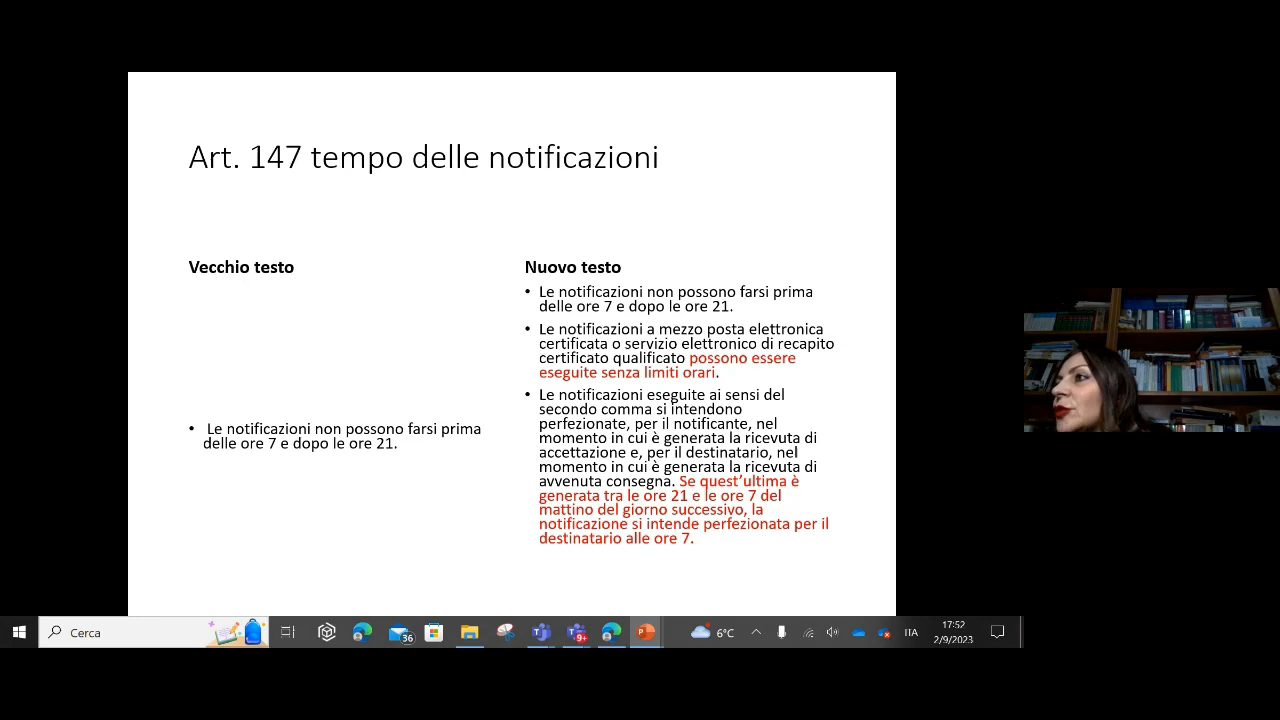 Art. 147 tempo delle notificazioni
Vecchio testo
• Le notificazioni non possono farsi prima
delle ore 7 e dopo le ore 21.
Nuovo testo
• Le notificazioni non possono farsi prima
delle ore 7 e dopo le ore 21.
• Le notificazioni a mezzo posta elettronica
certificata o servizio elettronico di recapito
certificato qualificato possono essere
eseguite senza limiti orari.
• Le notificazioni eseguite ai sensi del
secondo comma si intendono
perfezionate, per il notificante, nel
momento in cui è generata la ricevuta di
accettazione e, per il destinatario, nel
momento in cui è generata la ricevuta di
avvenuta consegna. Se quest'ultima è
generata tra le ore 21 e le ore 7 del
mattino del giorno successivo, la
notificazione si intende perfezionata per il
destinatario alle ore 7.
Cerca
36
9+
6°C
ITA
17:52
2/9/2023